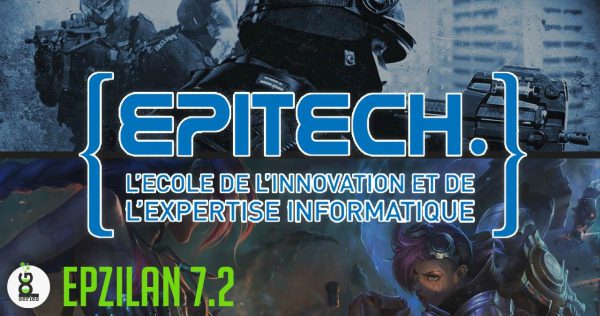 {EPITECH.}
L'ECOLE DE L'INNOVATION ET DE
L'EXPERTISE INFORMATIQUE
EPZILAN 7.2